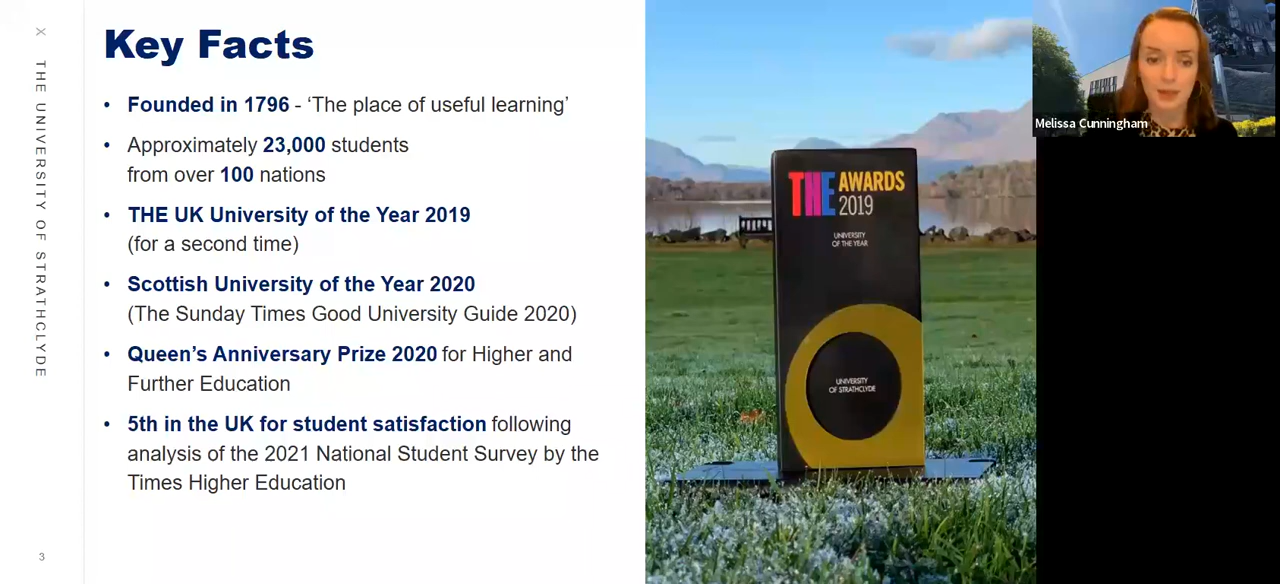 X THE UNIVERSITY OF STRATHCLYDE
Key Facts
• Founded in 1796 - ‘The place of useful learning’
• Approximately 23,000 students
from over 100 nations
• THE UK University of the Year 2019
(for a second time)
• Scottish University of the Year 2020
(The Sunday Times Good University Guide 2020)
• Queen’s Anniversary Prize 2020 for Higher and
Further Education
• 5th in the UK for student satisfaction following
analysis of the 2021 National Student Survey by the
Times Higher Education
3
THE AWARDS
2019
UNIVERSITY
OF THE YEAR
UNIVERSITY
OF STRATHCLYDE
Melissa Cunningham